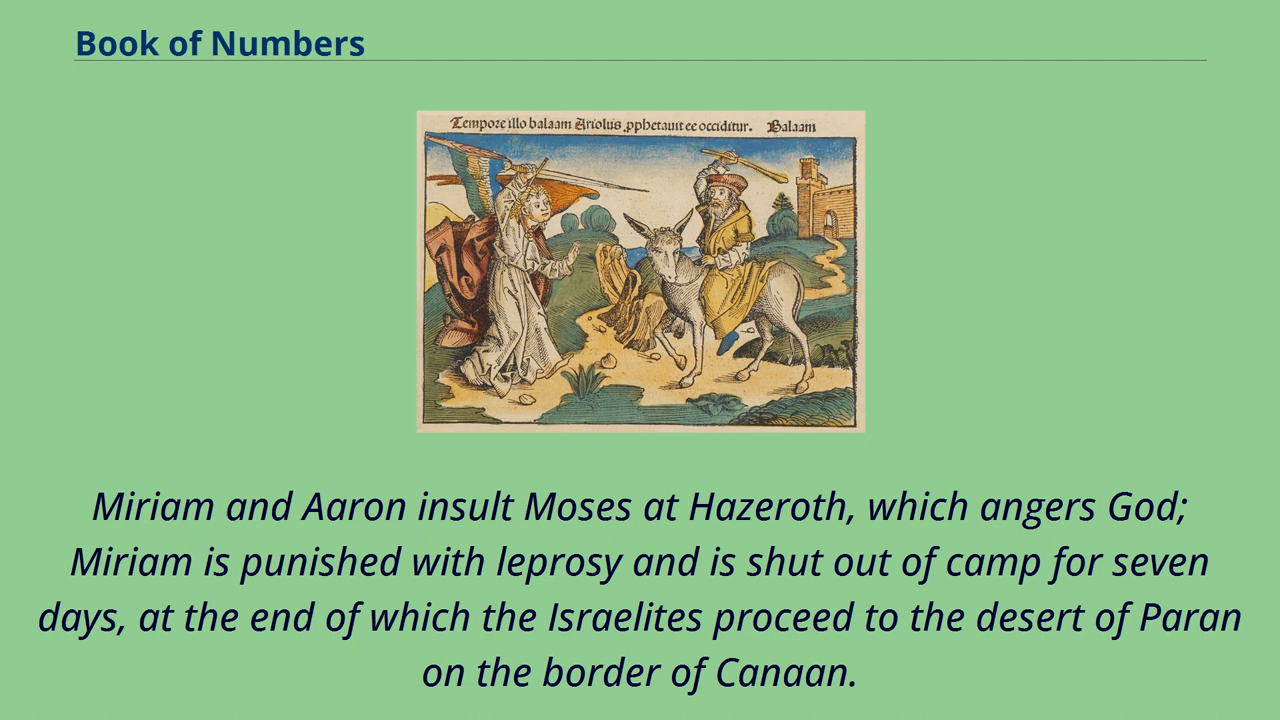 Book of Numbers
Tempore illo balaam Ariolus pphetauit ee occiditur. Balaam
Miriam and Aaron insult Moses at Hazeroth, which angers God;
Miriam is punished with leprosy and is shut out of camp for seven
days, at the end of which the Israelites proceed to the desert of Paran
on the border of Canaan.